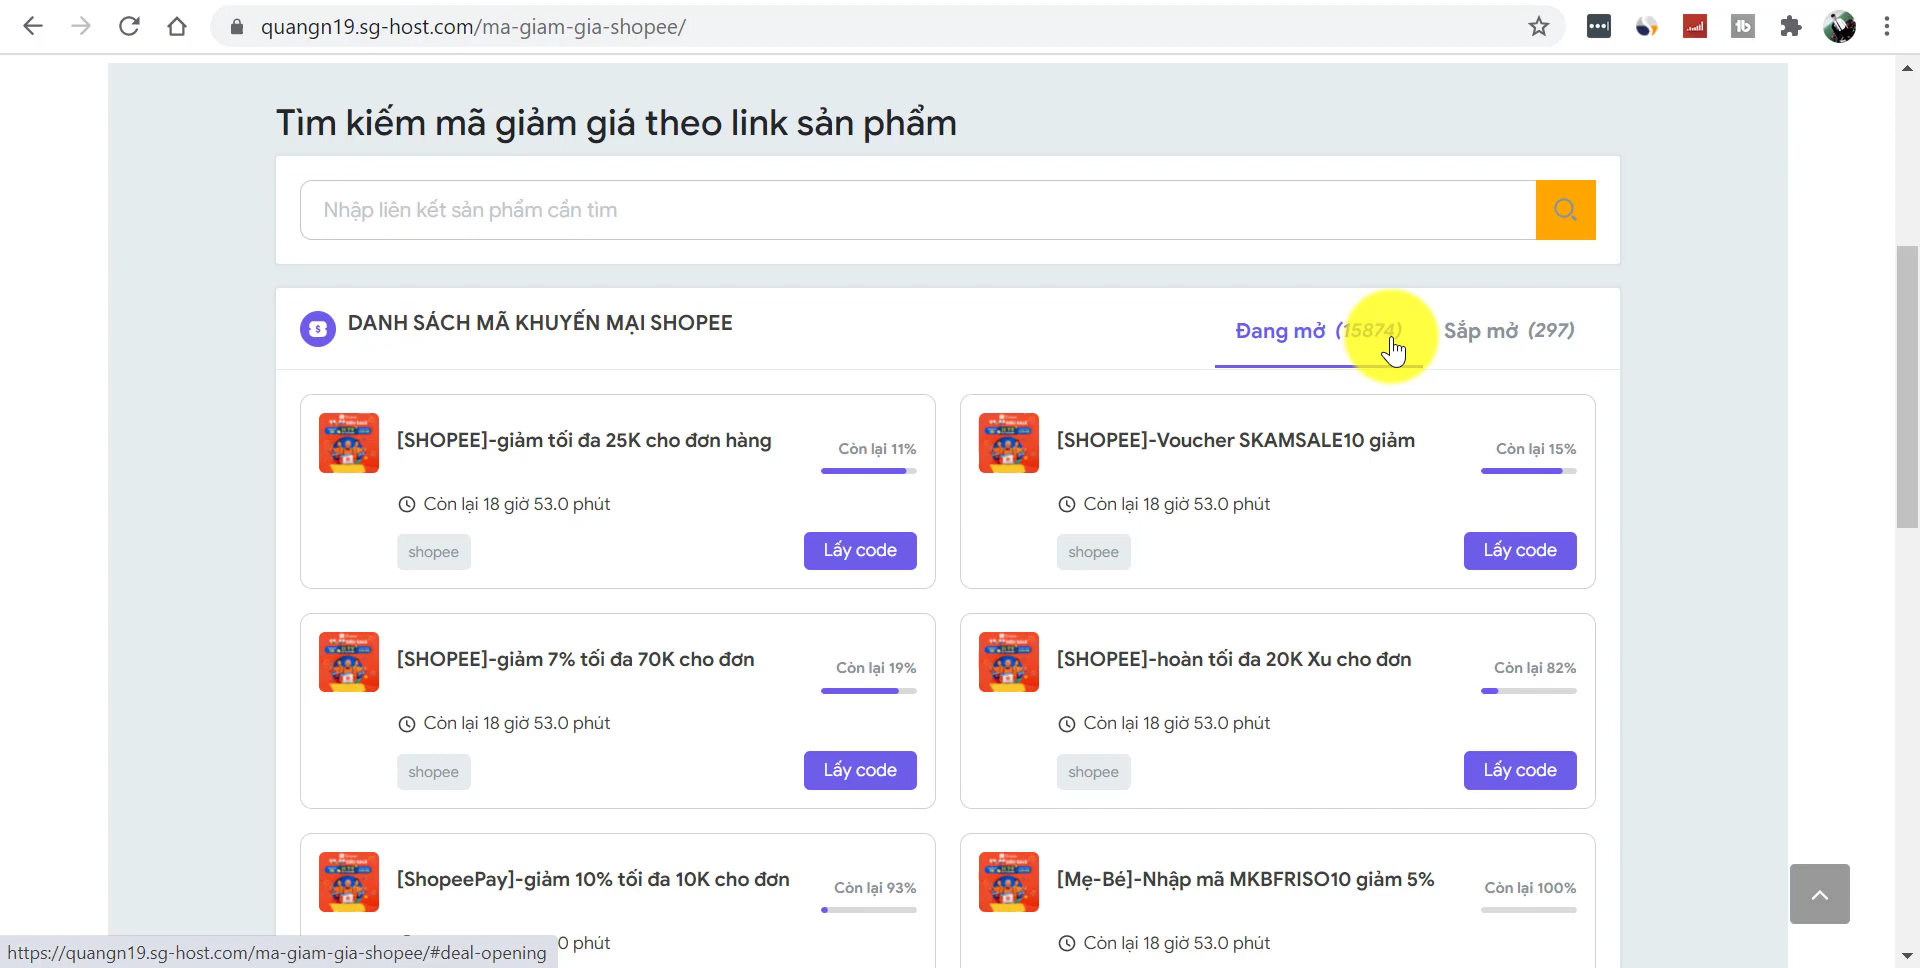 quangn19.sg-host.com/ma-giam-gia-shopee/
Tìm kiếm mã giảm giá theo link sản phẩm
Nhập liên kết sản phẩm cần tìm
DANH SÁCH MÃ KHUYẾN MẠI SHOPEE
Đang mở (15874)
Sắp mở (297)
[SHOPEE]-giảm tối đa 25K cho đơn hàng
Còn lại 11%
Còn lại 18 giờ 53.0 phút
shopee
Lấy code
[SHOPEE]-Voucher SKAMSALE10 giảm
Còn lại 15%
Còn lại 18 giờ 53.0 phút
shopee
Lấy code
[SHOPEE]-giảm 7% tối đa 70K cho đơn
Còn lại 19%
Còn lại 18 giờ 53.0 phút
shopee
Lấy code
[SHOPEE]-hoàn tối đa 20K Xu cho đơn
Còn lại 82%
Còn lại 18 giờ 53.0 phút
shopee
Lấy code
[ShopeePay]-giảm 10% tối đa 10K cho đơn
Còn lại 93%
0 phút
[Mẹ-Bé]-Nhập mã MKBFRISO10 giảm 5%
Còn lại 100%
Còn lại 18 giờ 53.0 phút
https://quangn19.sg-host.com/ma-giam-gia-shopee/#deal-opening